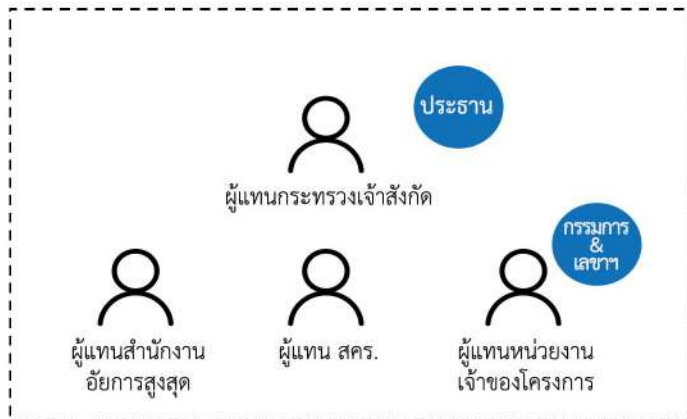 ประธาน
ผู้แทนกระทรวงเจ้าสังกัด
กรรมการ
&
เลขาฯ
ผู้แทนสำนักงาน
อัยการสูงสุด
ผู้แทน สคร.
ผู้แทนหน่วยงาน
เจ้าของโครงการ